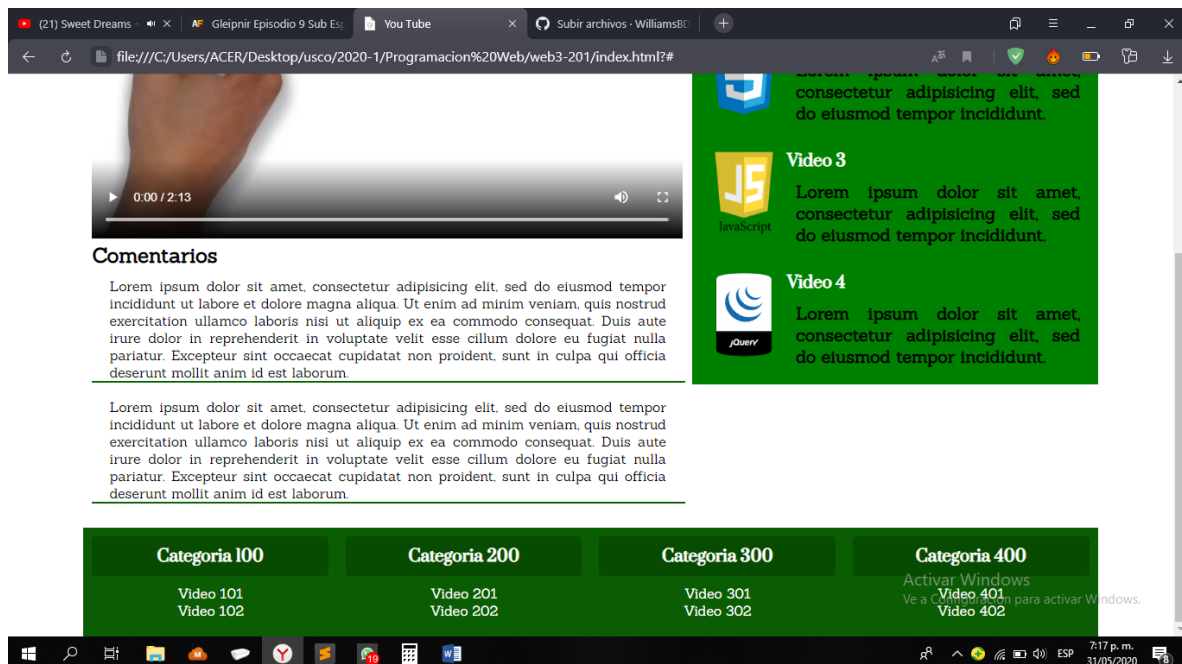 (21) Sweet Dreams -
AF Gleipnir Episodio 9 Sub Esp
You Tube
Subir archivos · WilliamsBD
file:///C:/Users/ACER/Desktop/usco/2020-1/Programacion%20Web/web3-201/index.html?#
0:00 / 2:13
Comentarios
Lorem ipsum dolor sit amet, consectetur adipisicing elit, sed do eiusmod tempor
incididunt ut labore et dolore magna aliqua. Ut enim ad minim veniam, quis nostrud
exercitation ullamco laboris nisi ut aliquip ex ea commodo consequat. Duis aute
irure dolor in reprehenderit in voluptate velit esse cillum dolore eu fugiat nulla
pariatur. Excepteur sint occaecat cupidatat non proident, sunt in culpa qui officia
deserunt mollit anim id est laborum.
Lorem ipsum dolor sit amet, consectetur adipisicing elit, sed do eiusmod tempor
incididunt ut labore et dolore magna aliqua. Ut enim ad minim veniam, quis nostrud
exercitation ullamco laboris nisi ut aliquip ex ea commodo consequat. Duis aute
irure dolor in reprehenderit in voluptate velit esse cillum dolore eu fugiat nulla
pariatur. Excepteur sint occaecat cupidatat non proident, sunt in culpa qui officia
deserunt mollit anim id est laborum.
Lorem ipsum dolor sit amet,
consectetur adipisicing elit, sed
do eiusmod tempor incididunt.
JS
JavaScript
Video 3
Lorem ipsum dolor sit amet,
consectetur adipisicing elit, sed
do eiusmod tempor incididunt.
jQuery
Video 4
Lorem ipsum dolor sit amet,
consectetur adipisicing elit, sed
do eiusmod tempor incididunt.
Categoria 100
Video 101
Video 102
Categoria 200
Video 201
Video 202
Categoria 300
Video 301
Video 302
Categoria 400
Video 401
Video 402
Activar Windows
Ve a Configuración para activar Windows.
19
ESP
7:17 p. m.
31/05/2020
8